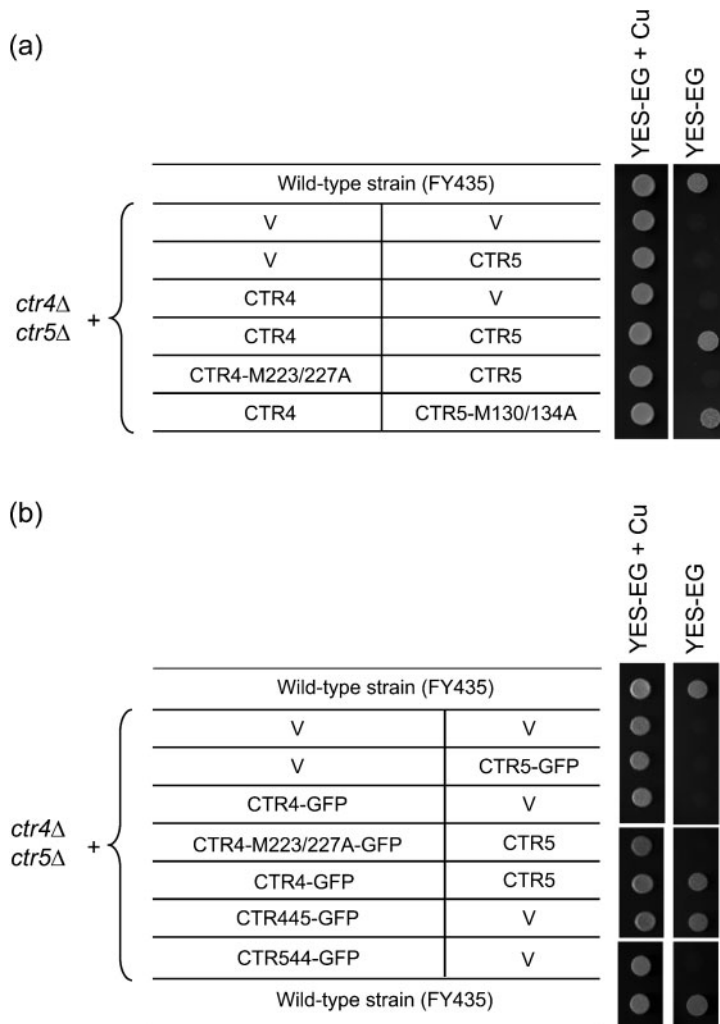 (a)
YES-EG + Cu
YES-EG
Wild-type strain (FY435)
ctr4Δ
ctr5Δ
+
V V
V CTR5
CTR4 V
CTR4 CTR5
CTR4-M223/227A CTR5
CTR4 CTR5-M130/134A
(b)
YES-EG + Cu
YES-EG
Wild-type strain (FY435)
ctr4Δ
ctr5Δ
+
V V
V CTR5-GFP
CTR4-GFP V
CTR4-M223/227A-GFP CTR5
CTR4-GFP CTR5
CTR445-GFP V
CTR544-GFP V
Wild-type strain (FY435)